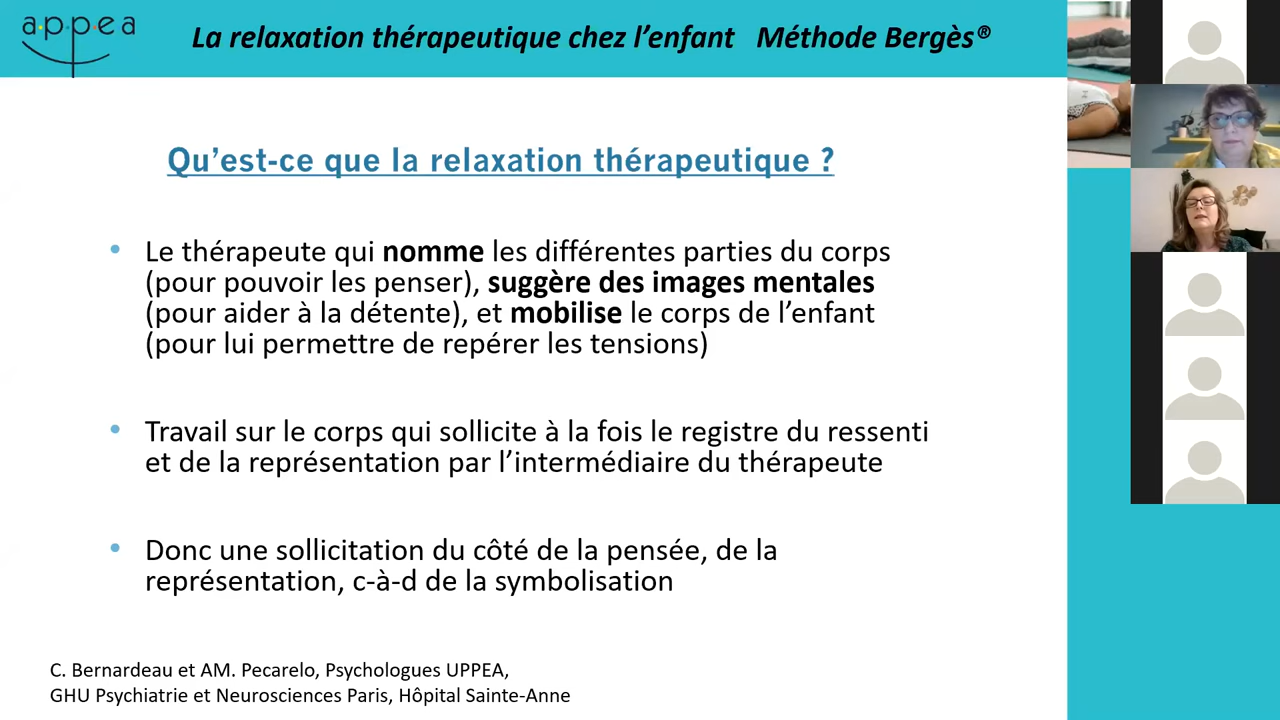 appea
La relaxation thérapeutique chez l’enfant Méthode Bergès®
Qu’est-ce que la relaxation thérapeutique ?
• Le thérapeute qui nomme les différentes parties du corps
(pour pouvoir les penser), suggère des images mentales
(pour aider à la détente), et mobilise le corps de l’enfant
(pour lui permettre de repérer les tensions)
• Travail sur le corps qui sollicite à la fois le registre du ressenti
et de la représentation par l’intermédiaire du thérapeute
• Donc une sollicitation du côté de la pensée, de la
représentation, c-à-d de la symbolisation
C. Bernardeau et AM. Pecarelo, Psychologues UPPEA,
GHU Psychiatrie et Neurosciences Paris, Hôpital Sainte-Anne